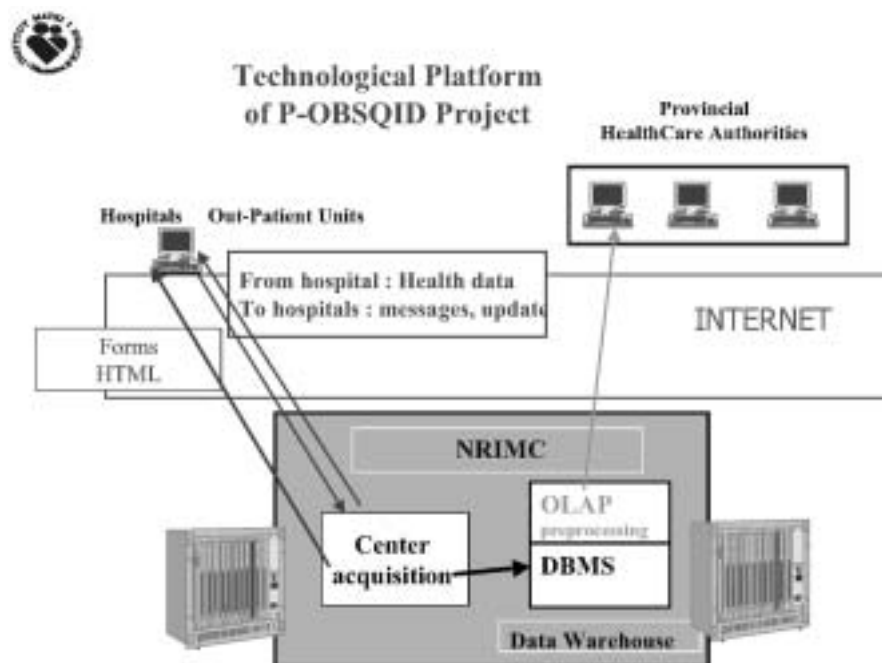 Technological Platform
of P-OBSQID Project
Provincial
HealthCare Authorities
Hospitals Out-Patient Units
From hospital : Health data
To hospitals : messages, update
INTERNET
Forms
HTML
NRIMC
OLAP
preprocessing
Center
acquisition
DBMS
Data Warehouse